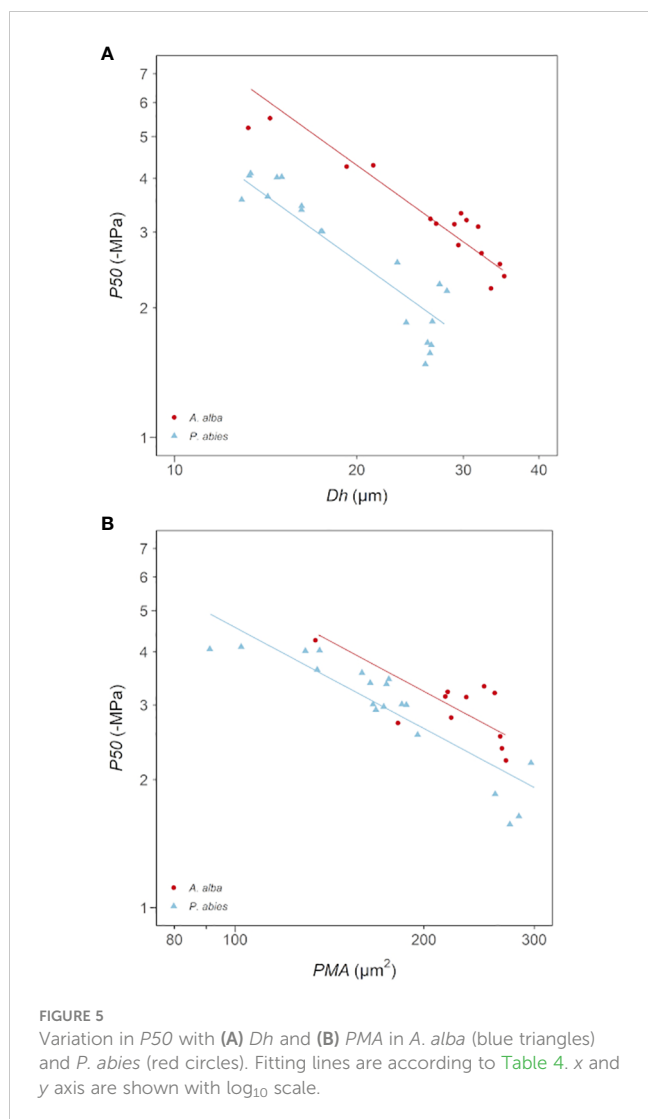 A
7
6
5
4
3
2
1
P50 (-MPa)
A. alba
P. abies
10 20 30 40
Dh (µm)
B
7
6
5
4
3
2
1
P50 (-MPa)
A. alba
P. abies
80 100 200 300
PMA (µm²)
FIGURE 5
Variation in P50 with (A) Dh and (B) PMA in A. alba (blue triangles)
and P. abies (red circles). Fitting lines are according to Table 4. x and
y axis are shown with log₁₀ scale.